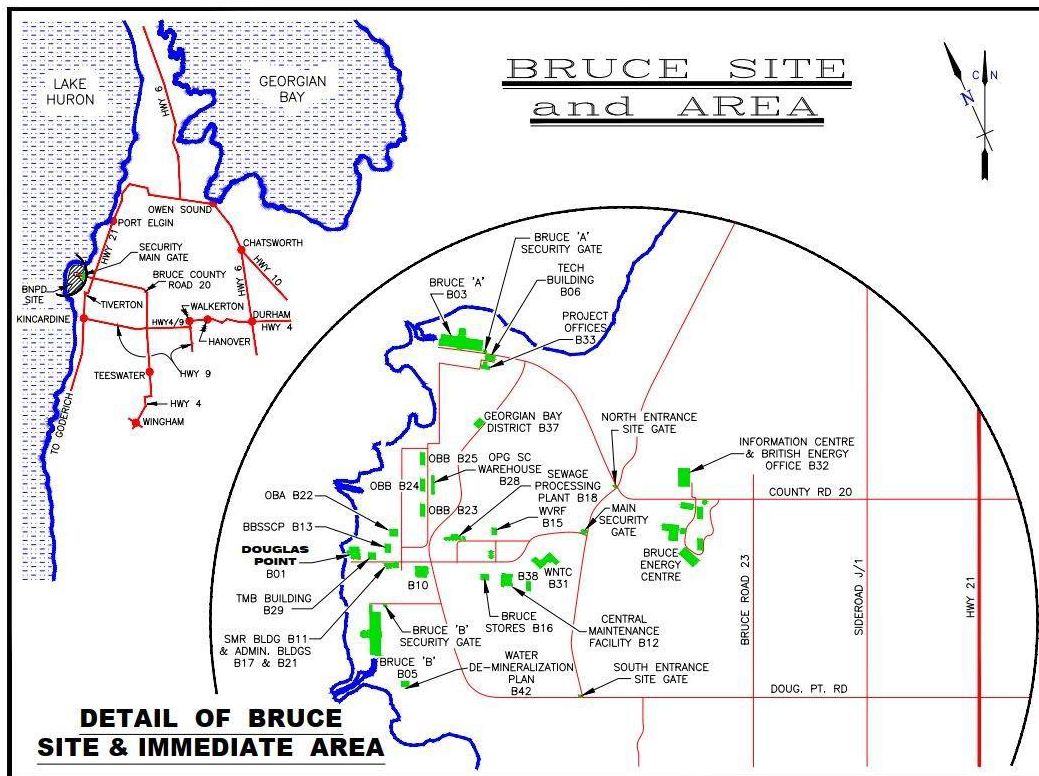 BRUCE SITE
and AREA
C N
N
LAKE
HURON
GEORGIAN
BAY
HWY 6
OWEN SOUND
PORT ELGIN
HWY 21
CHATSWORTH
SECURITY
MAIN GATE
HWY 10
HWY 6
BRUCE COUNTY
ROAD 20
BNPD
SITE
TIVERTON
WALKERTON
KINCARDINE
HWY4/9
DURHAM
HWY 4
HANOVER
TEESWATER
HWY 9
HWY 4
WINGHAM
TO GODERICH
BRUCE 'A'
SECURITY GATE
TECH
BUILDING
B06
BRUCE 'A'
B03
PROJECT
OFFICES
B33
GEORGIAN BAY
DISTRICT B37
NORTH ENTRANCE
SITE GATE
INFORMATION CENTRE
& BRITISH ENERGY
OFFICE B32
OBB B25
OPG SC
WAREHOUSE
B28
OBB B24
SEWAGE
PROCESSING
PLANT B18
COUNTY RD 20
OBA B22
OBB B23
WVRF
B15
MAIN
SECURITY
GATE
BBSSCP B13
DOUGLAS
POINT
B01
BRUCE
ENERGY
CENTRE
B10
B38
WNTC
B31
TMB BUILDING
B29
BRUCE
STORES B16
CENTRAL
MAINTENANCE
FACILITY B12
BRUCE ROAD 23
SIDEROAD J/1
HWY 21
SMR BLDG B11
& ADMIN. BLDGS
B17 & B21
BRUCE 'B'
SECURITY GATE
BRUCE 'B'
B05
WATER
DE-MINERALIZATION
PLAN
B42
SOUTH ENTRANCE
SITE GATE
DOUG. PT. RD
DETAIL OF BRUCE
SITE & IMMEDIATE AREA